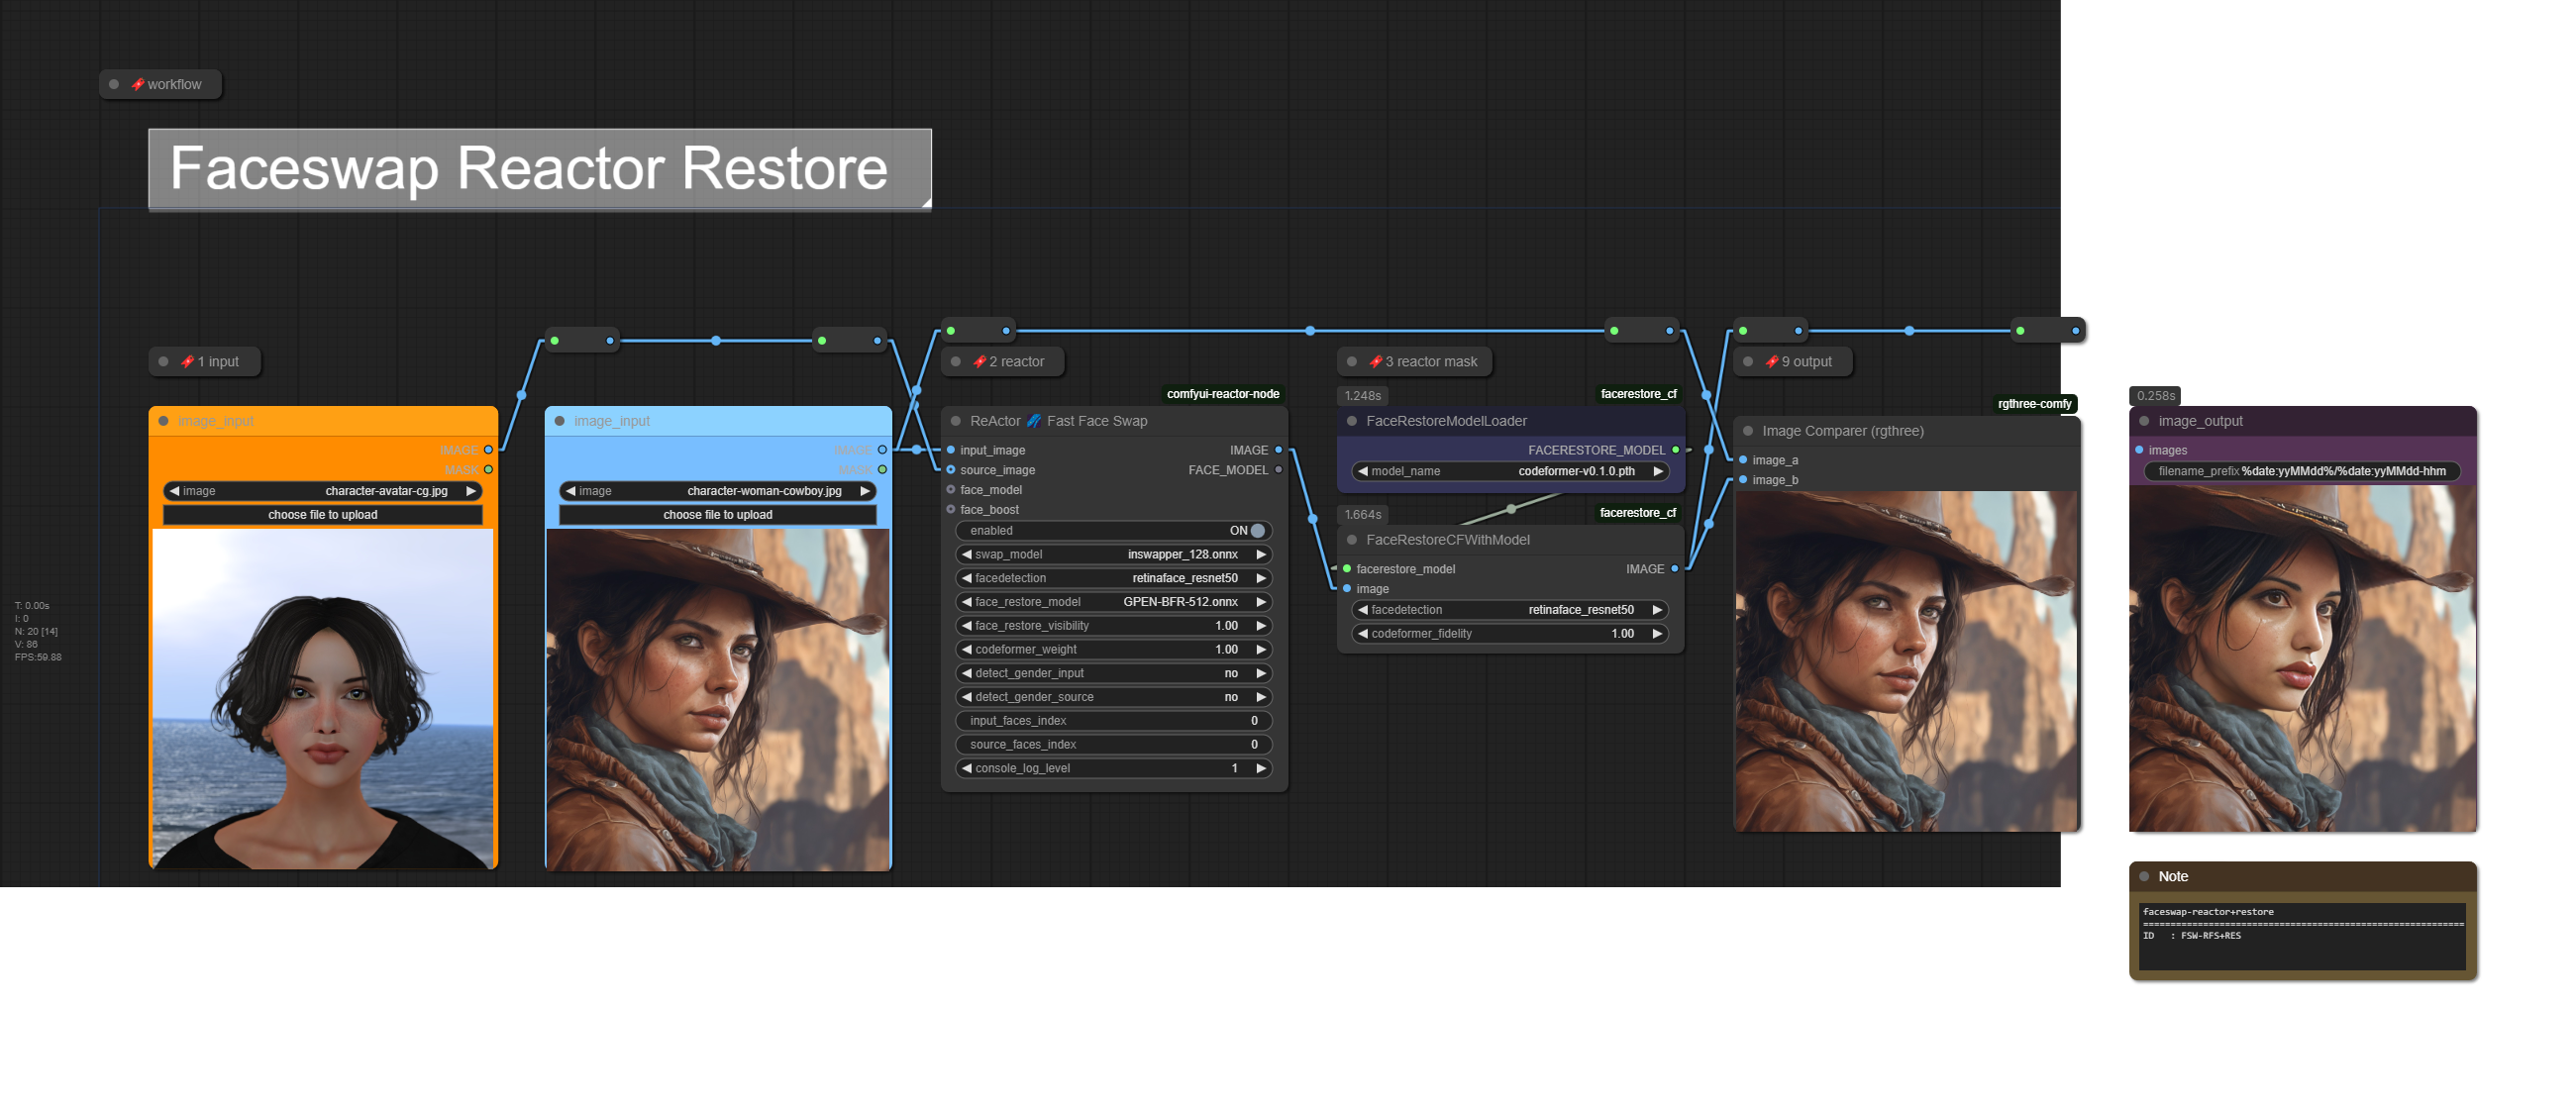 workflow
Faceswap Reactor Restore
1 input
2 reactor
3 reactor mask
9 output
image_input
IMAGE
MASK
image
character-avatar-cg.jpg
choose file to upload
image_input
IMAGE
MASK
image
character-woman-cowboy.jpg
choose file to upload
comfyui-reactor-node
ReActor Fast Face Swap
input_image IMAGE
source_image FACE_MODEL
face_model
face_boost
enabled ON
swap_model inswapper_128.onnx
facedetection retinaface_resnet50
face_restore_model GPEN-BFR-512.onnx
face_restore_visibility 1.00
codeformer_weight 1.00
detect_gender_input no
detect_gender_source no
input_faces_index 0
source_faces_index 0
console_log_level 1
1.248s facerestore_cf
FaceRestoreModelLoader
FACERESTORE_MODEL
model_name codeformer-v0.1.0.pth
1.664s facerestore_cf
FaceRestoreCFWithModel
facerestore_model IMAGE
image
facedetection retinaface_resnet50
codeformer_fidelity 1.00
rgthree-comfy
Image Comparer (rgthree)
image_a
image_b
0.258s
image_output
images
filename_prefix %date:yyMMdd%/%date:yyMMdd-hhm
Note
faceswap-reactor+restore
============================================================
ID : FSW-RFS+RES
T: 0.00s
I: 0
N: 20 [14]
V: 86
FPS:59.88